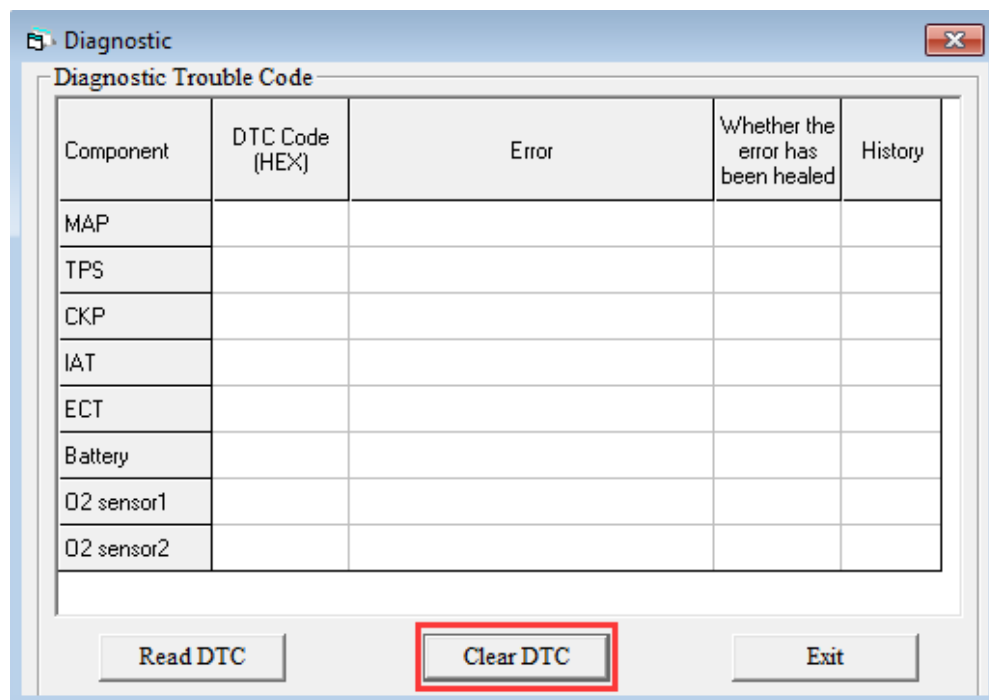 Diagnostic
Diagnostic Trouble Code
Component
DTC Code
(HEX)
Error
Whether the
error has
been healed
History
MAP
TPS
CKP
IAT
ECT
Battery
O2 sensor1
O2 sensor2
Read DTC
Clear DTC
Exit